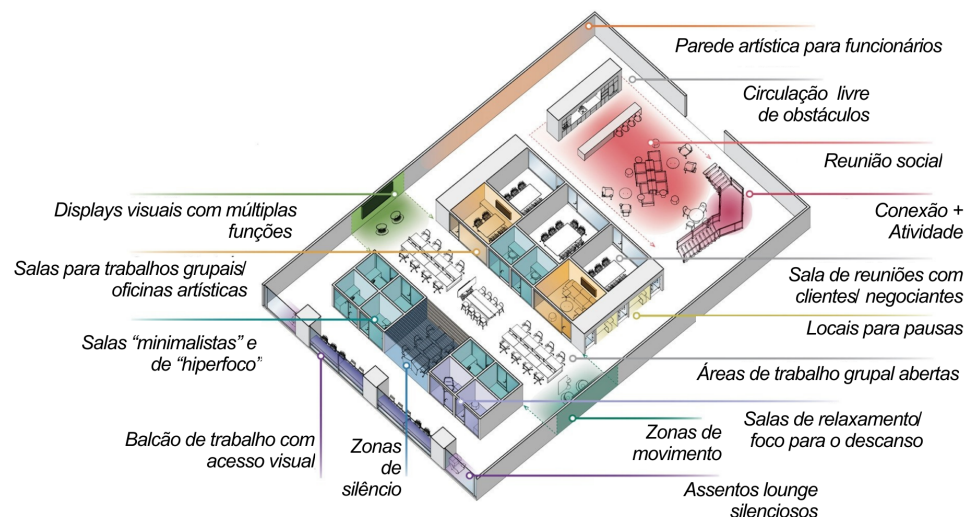 Parede artística para funcionários
Circulação livre
de obstáculos
Reunião social
Conexão +
Atividade
Sala de reuniões com
clientes/ negociantes
Locais para pausas
Áreas de trabalho grupal abertas
Salas de relaxamento/
foco para o descanso
Zonas de
movimento
Assentos lounge
silenciosos
Displays visuais com múltiplas
funções
Salas para trabalhos grupais/
oficinas artísticas
Salas “minimalistas” e
de “hiperfoco”
Balcão de trabalho com
acesso visual
Zonas
de
silêncio